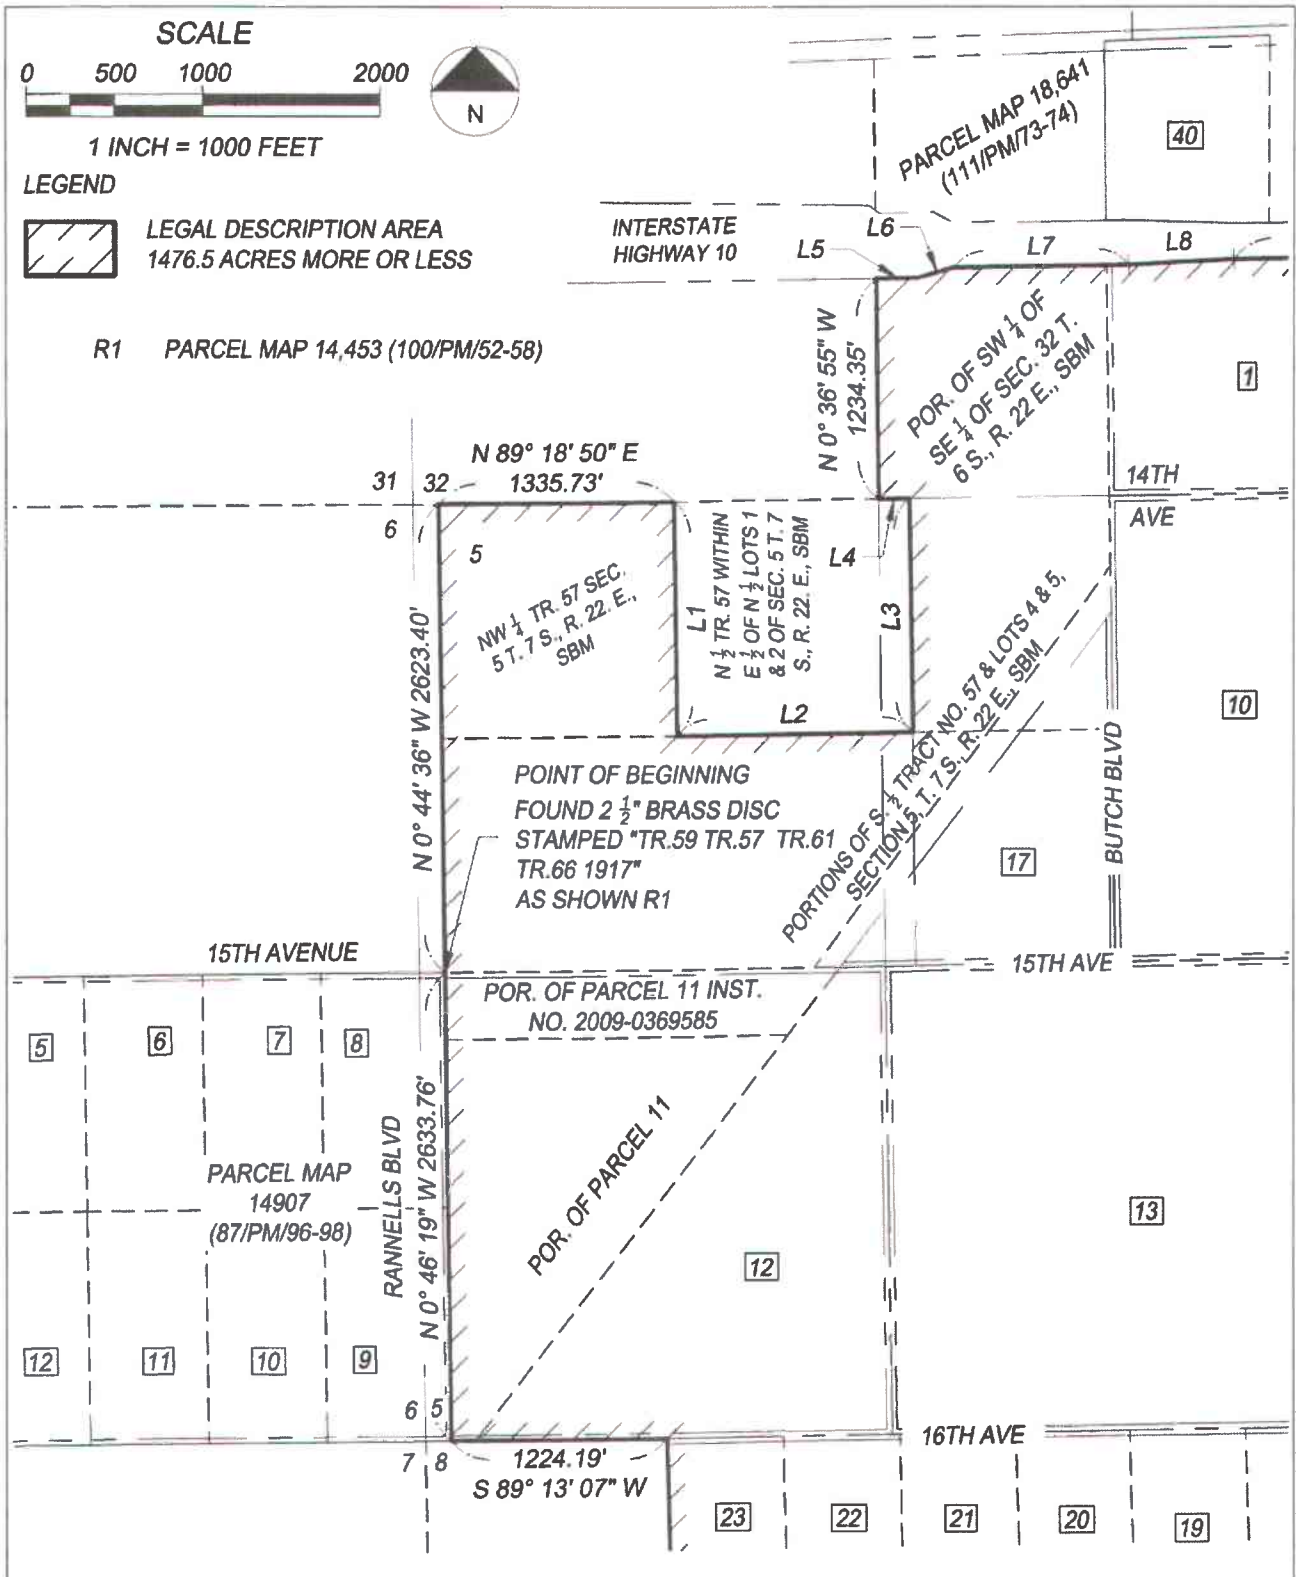 SCALE
0 500 1000 2000
1 INCH = 1000 FEET
N
LEGEND
LEGAL DESCRIPTION AREA
1476.5 ACRES MORE OR LESS
R1 PARCEL MAP 14,453 (100/PM/52-58)
PARCEL MAP 18,641
(111/PM/73-74)
40
INTERSTATE
HIGHWAY 10
L5
L6
L7
L8
N 0° 36' 55" W
1234.35'
POR. OF SW 1/4 OF
SE 1/4 OF SEC. 32 T.
6 S., R. 22 E., SBM
1
14TH
AVE
N 89° 18' 50" E
1335.73'
31 32
6
5
NW 1/4 TR. 57 SEC.
5 T. 7 S., R. 22. E.,
SBM
L1
N 1/2 TR. 57 WITHIN
E 1/2 OF N 1/2 LOTS 1
& 2 OF SEC. 5 T. 7
S., R. 22. E., SBM
L4
L3
L2
N 0° 44' 36" W 2623.40'
PORTIONS OF S. 1/2 TRACT NO. 57 & LOTS 4 & 5,
SECTION 5, T. 7 S., R. 22 E., SBM
10
BUTCH BLVD
17
POINT OF BEGINNING
FOUND 2 1/2" BRASS DISC
STAMPED "TR.59 TR.57 TR.61
TR.66 1917"
AS SHOWN R1
15TH AVENUE
15TH AVE
POR. OF PARCEL 11 INST.
NO. 2009-0369585
5
6
7
8
PARCEL MAP
14907
(87/PM/96-98)
RANNELLS BLVD
N 0° 46' 19" W 2633.76'
POR. OF PARCEL 11
12
13
12
11
10
9
6 5
7 8
1224.19'
S 89° 13' 07" W
16TH AVE
23
22
21
20
19